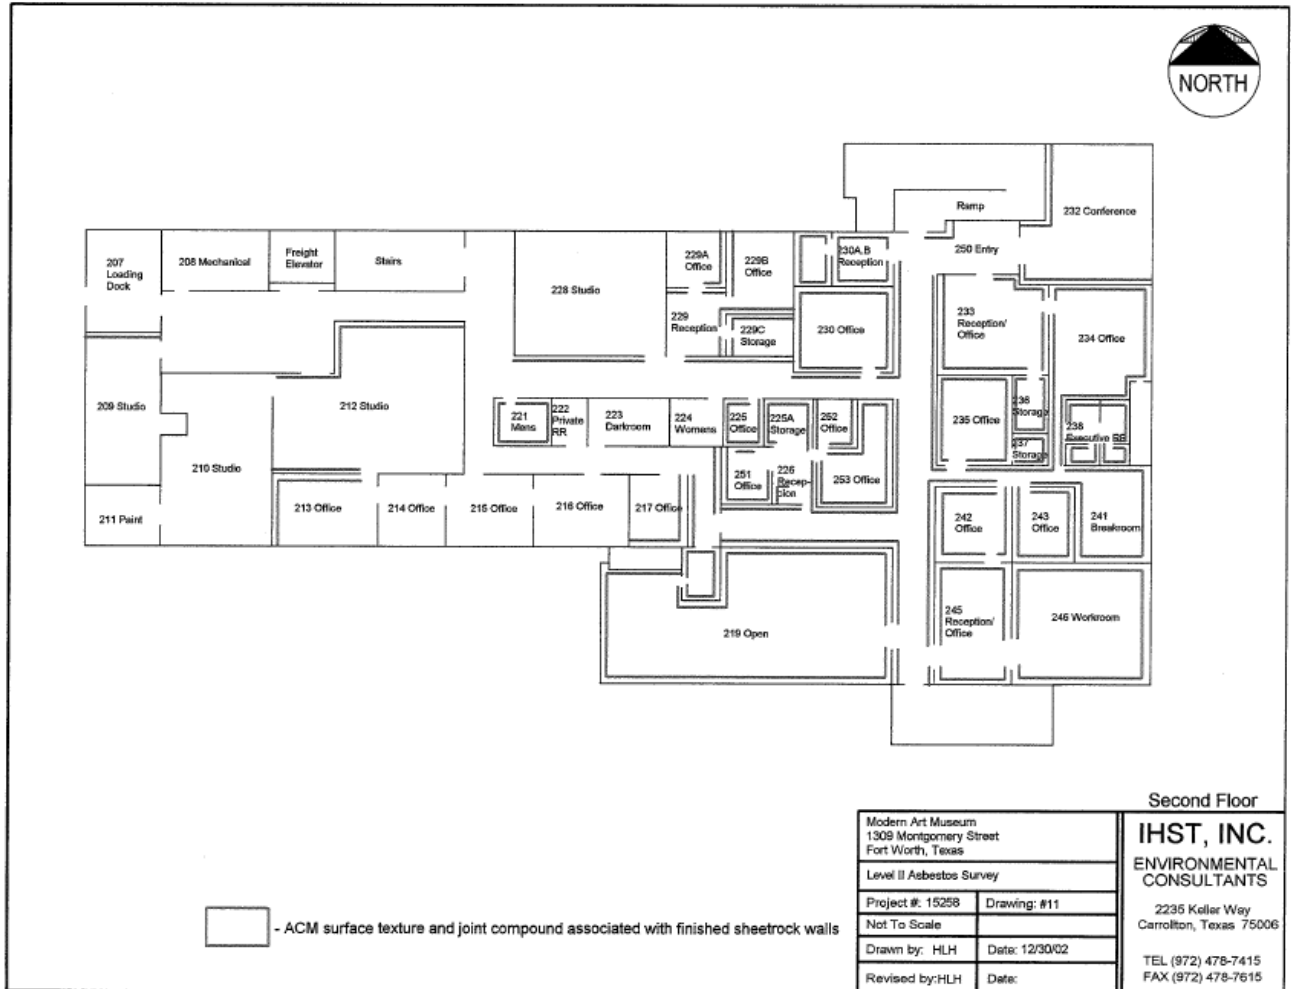 NORTH
Ramp
232 Conference
207
Loading
Dock
208 Mechanical
Freight
Elevator
Stairs
228 Studio
229A
Office
229B
Office
230A,B
Reception
250 Entry
229
Reception
229C
Storage
230 Office
233
Reception/
Office
234 Office
209 Studio
212 Studio
210 Studio
211 Paint
221
Mens
222
Private
RR
223
Darkroom
224
Womens
225
Office
225A
Storage
252
Office
235 Office
236
Storage
237
Storage
238
Executive RR
213 Office
214 Office
215 Office
216 Office
217 Office
251
Office
226
Recep-
tion
253 Office
242
Office
243
Office
241
Breakroom
219 Open
245
Reception/
Office
246 Workroom
Second Floor
Modern Art Museum
1309 Montgomery Street
Fort Worth, Texas
Level II Asbestos Survey
Project #: 15258
Drawing: #11
Not To Scale
Drawn by: HLH
Date: 12/30/02
Revised by:HLH
Date:
IHST, INC.
ENVIRONMENTAL
CONSULTANTS
2235 Keller Way
Carrollton, Texas 75006
TEL (972) 478-7415
FAX (972) 478-7615
- ACM surface texture and joint compound associated with finished sheetrock walls